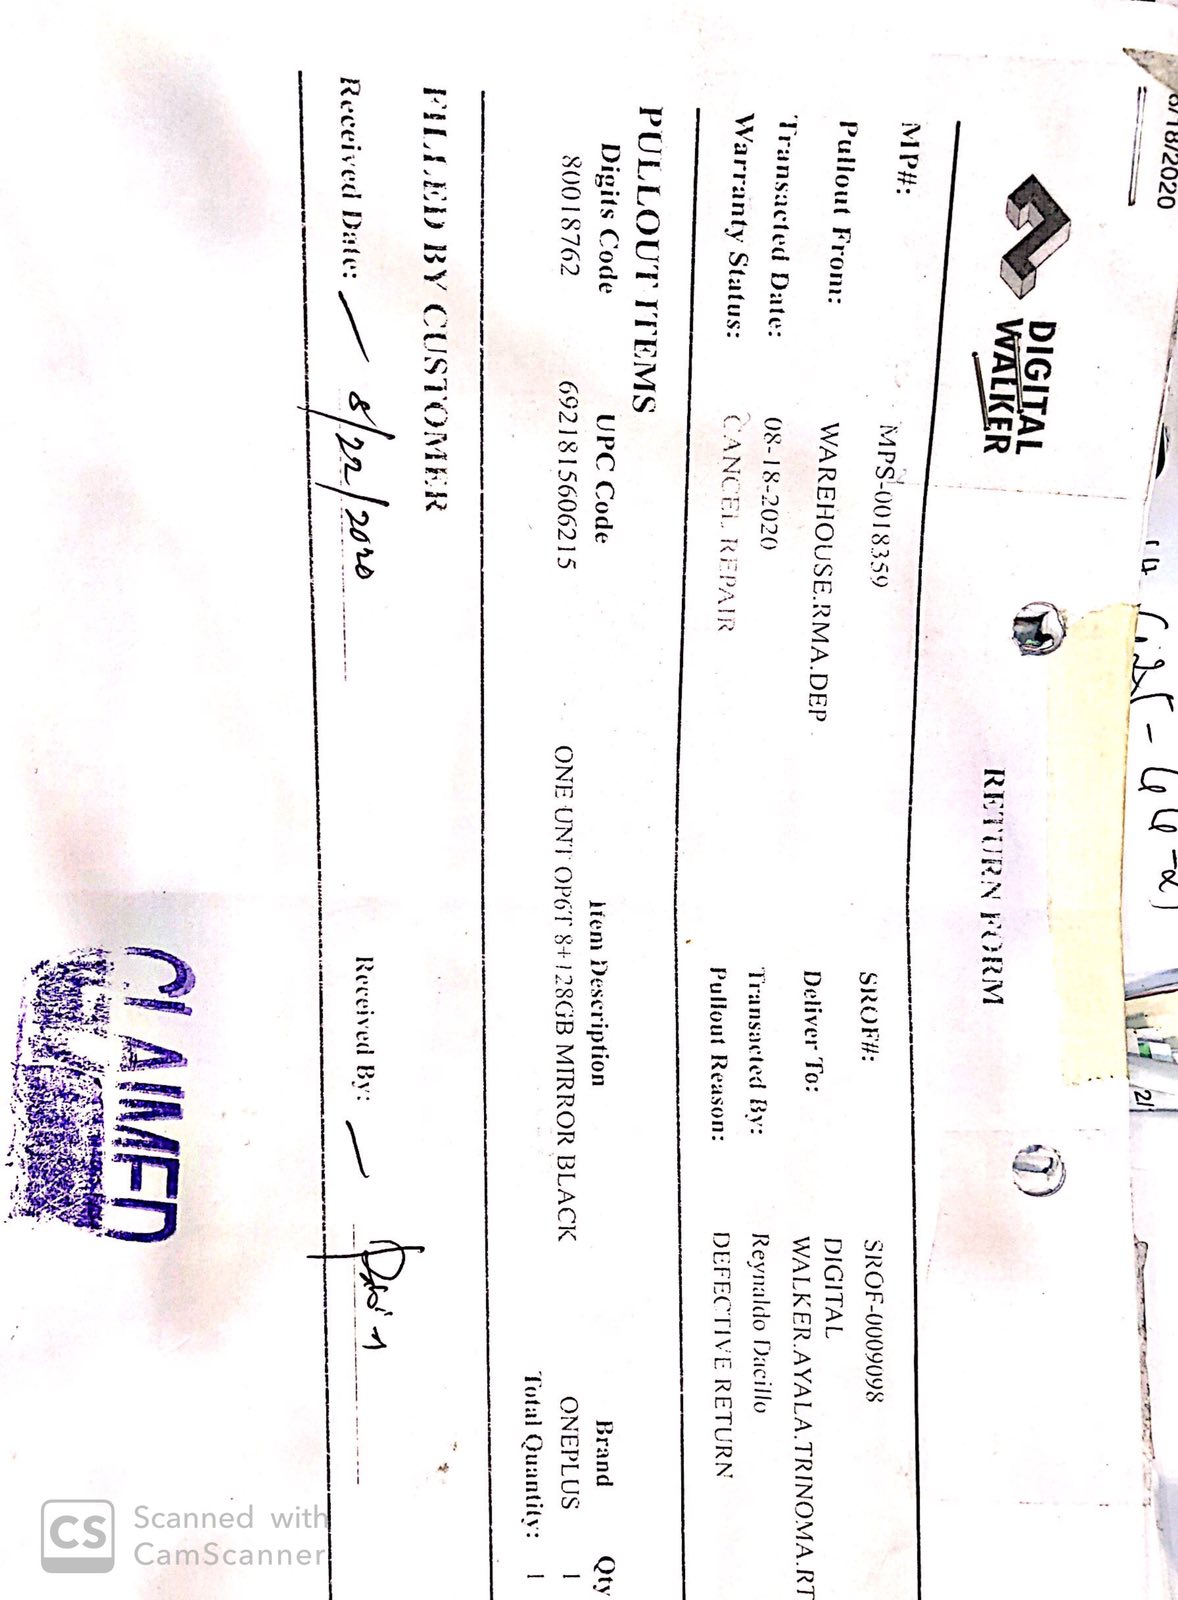 6/18/2020
DIGITAL
WALKER
RETURN FORM
MP#: MPS-0018359 SROF#: SROF-0009098
Pullout From: WAREHOUSE.RMA.DEP Deliver To: DIGITAL
WALKER.AYALA.TRINOMA.RT
Transacted Date: 08-18-2020 Transacted By: Reynaldo Dacillo
Warranty Status: CANCEL REPAIR Pullout Reason: DEFECTIVE RETURN
PULLOUT ITEMS
Digits Code UPC Code Item Description Brand Qty
80018762 6921815606215 ONE UNT OP6T 8+128GB MIRROR BLACK ONEPLUS 1
Total Quantity: 1
FILLED BY CUSTOMER
Received Date: 8/22/2020 Received By:
CLAIMED
CS Scanned with
CamScanner